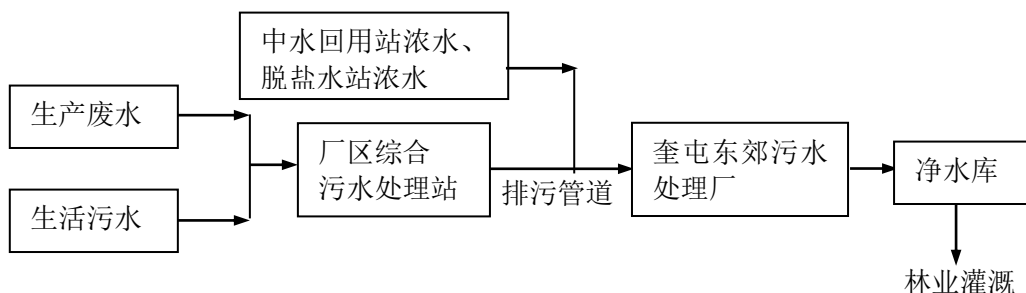 中水回用站浓水、
脱盐水站浓水
生产废水
生活污水
厂区综合
污水处理站
排污管道
奎屯东郊污水
处理厂
净水库
林业灌溉